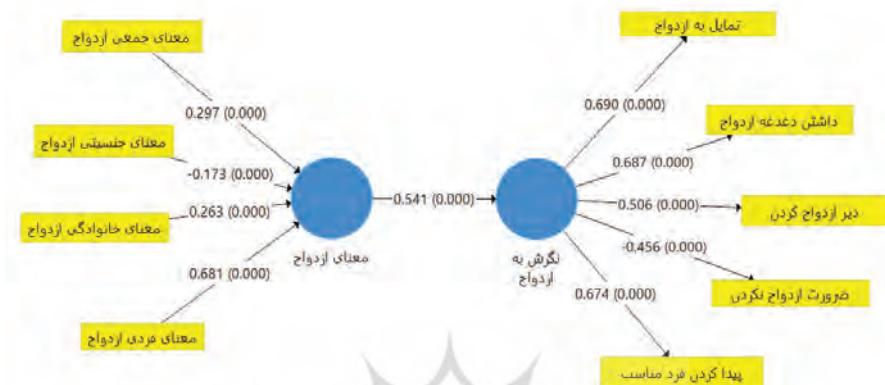 تمایل به ازدواج
معنای جمعی ازدواج
0.690 (0.000)
0.297 (0.000)
داشتن دغدغه ازدواج
معنای جنسیتی ازدواج
0.687 (0.000)
-0.173 (0.000)
0.541 (0.000)
0.506 (0.000)
دیر ازدواج کردن
0.263 (0.000)
معنای خانوادگی ازدواج
-0.456 (0.000)
معنای ازدواج
نگرش به
ازدواج
0.681 (0.000)
ضرورت ازدواج نکردن
0.674 (0.000)
معنای فردی ازدواج
پیدا کردن فرد مناسب